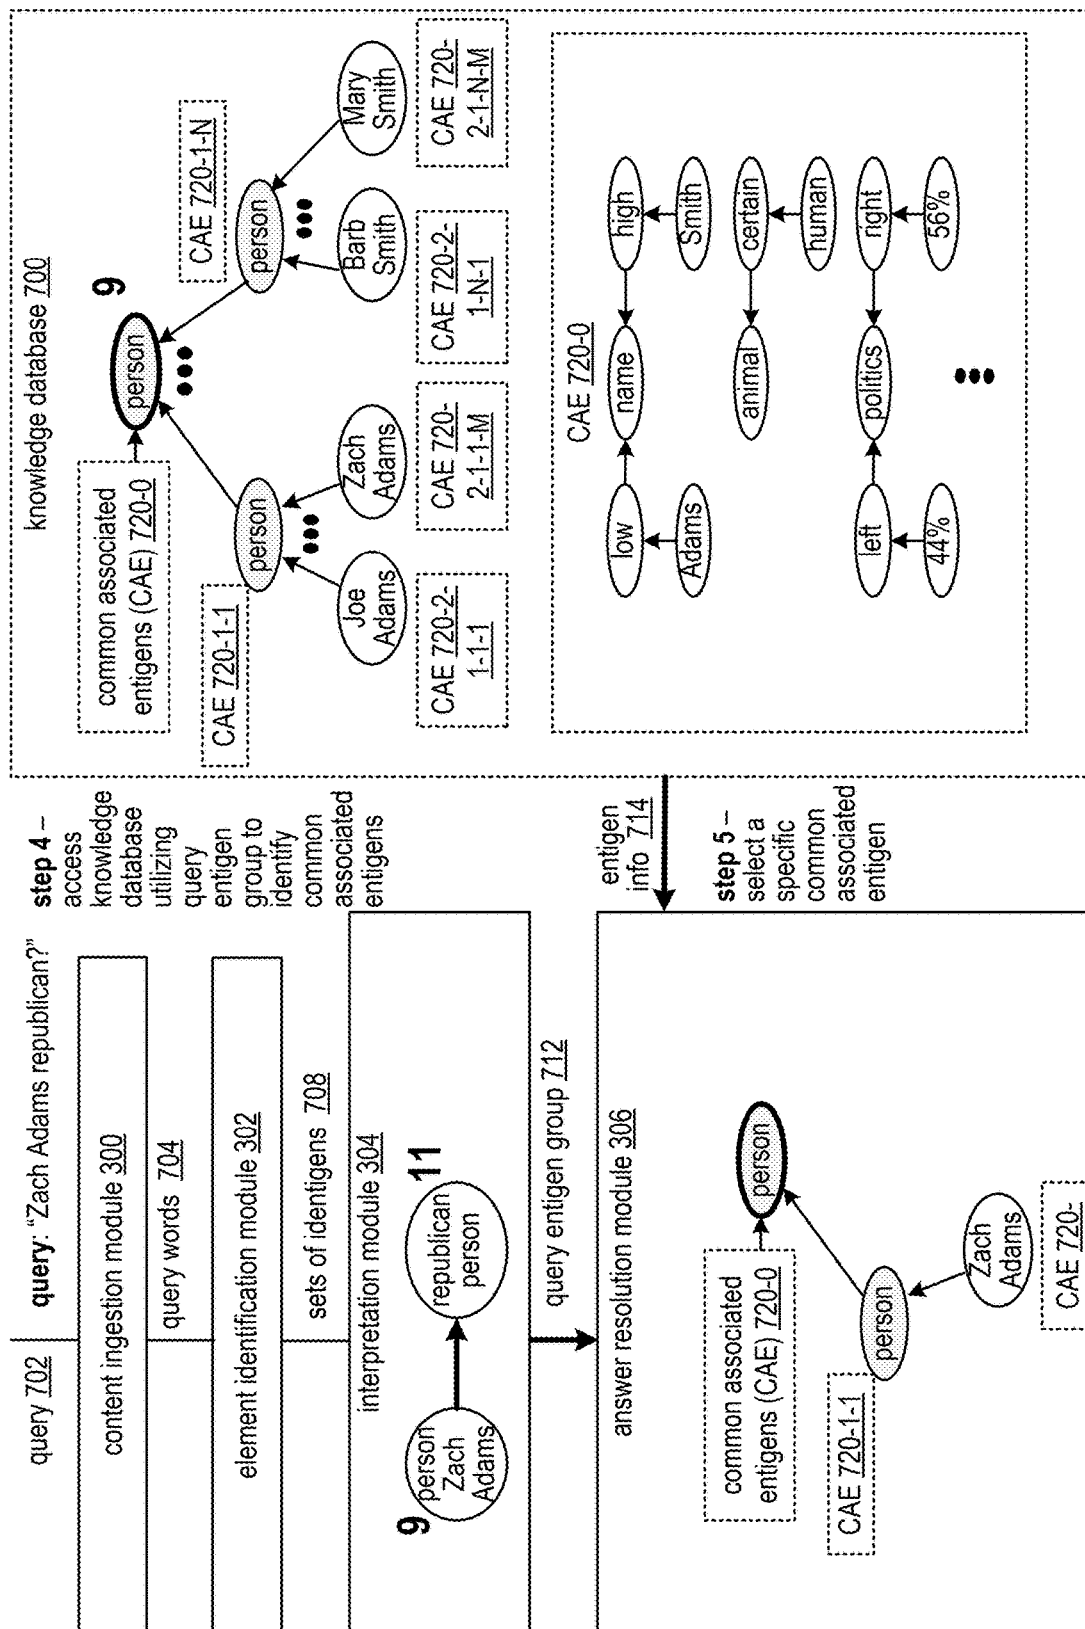 query 702
query: "Zach Adams republican?"
content ingestion module 300
query words 704
element identification module 302
sets of identigens 708
interpretation module 304
9
person
Zach
Adams
republican
person
11
query entigen group 712
answer resolution module 306
common associated
entigens (CAE) 720-0
person
CAE 720-1-1
person
Zach
Adams
CAE 720-
step 4 –
access
knowledge
database
utilizing
query
entigen
group to
identify
common
associated
entigens
entigen
info 714
step 5 –
select a
specific
common
associated
entigen
knowledge database 700
common associated
entigens (CAE) 720-0
person
9
CAE 720-1-1
person
CAE 720-1-N
person
Joe
Adams
Zach
Adams
Barb
Smith
Mary
Smith
CAE 720-2-
1-1-1
CAE 720-
2-1-1-M
CAE 720-2-
1-N-1
CAE 720-
2-1-N-M
CAE 720-0
low
name
high
Adams
Smith
animal
certain
human
left
politics
right
44%
56%